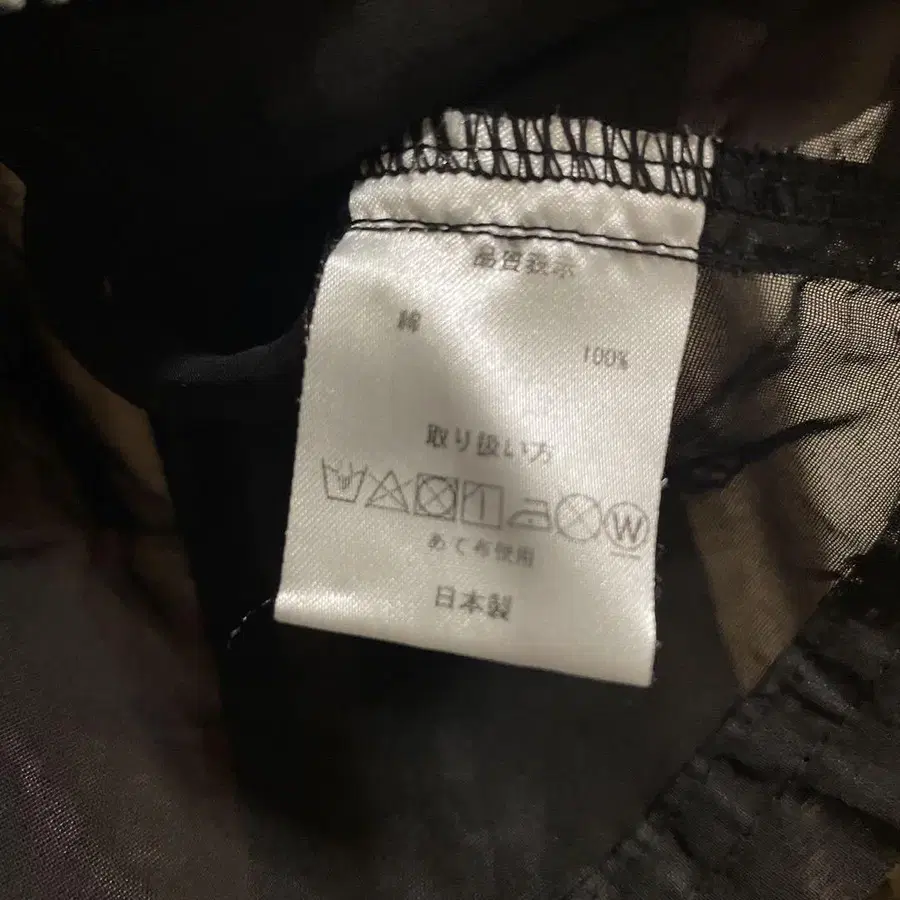 品質表示
綿 100%
取り扱い方
W
あて布使用
日本製